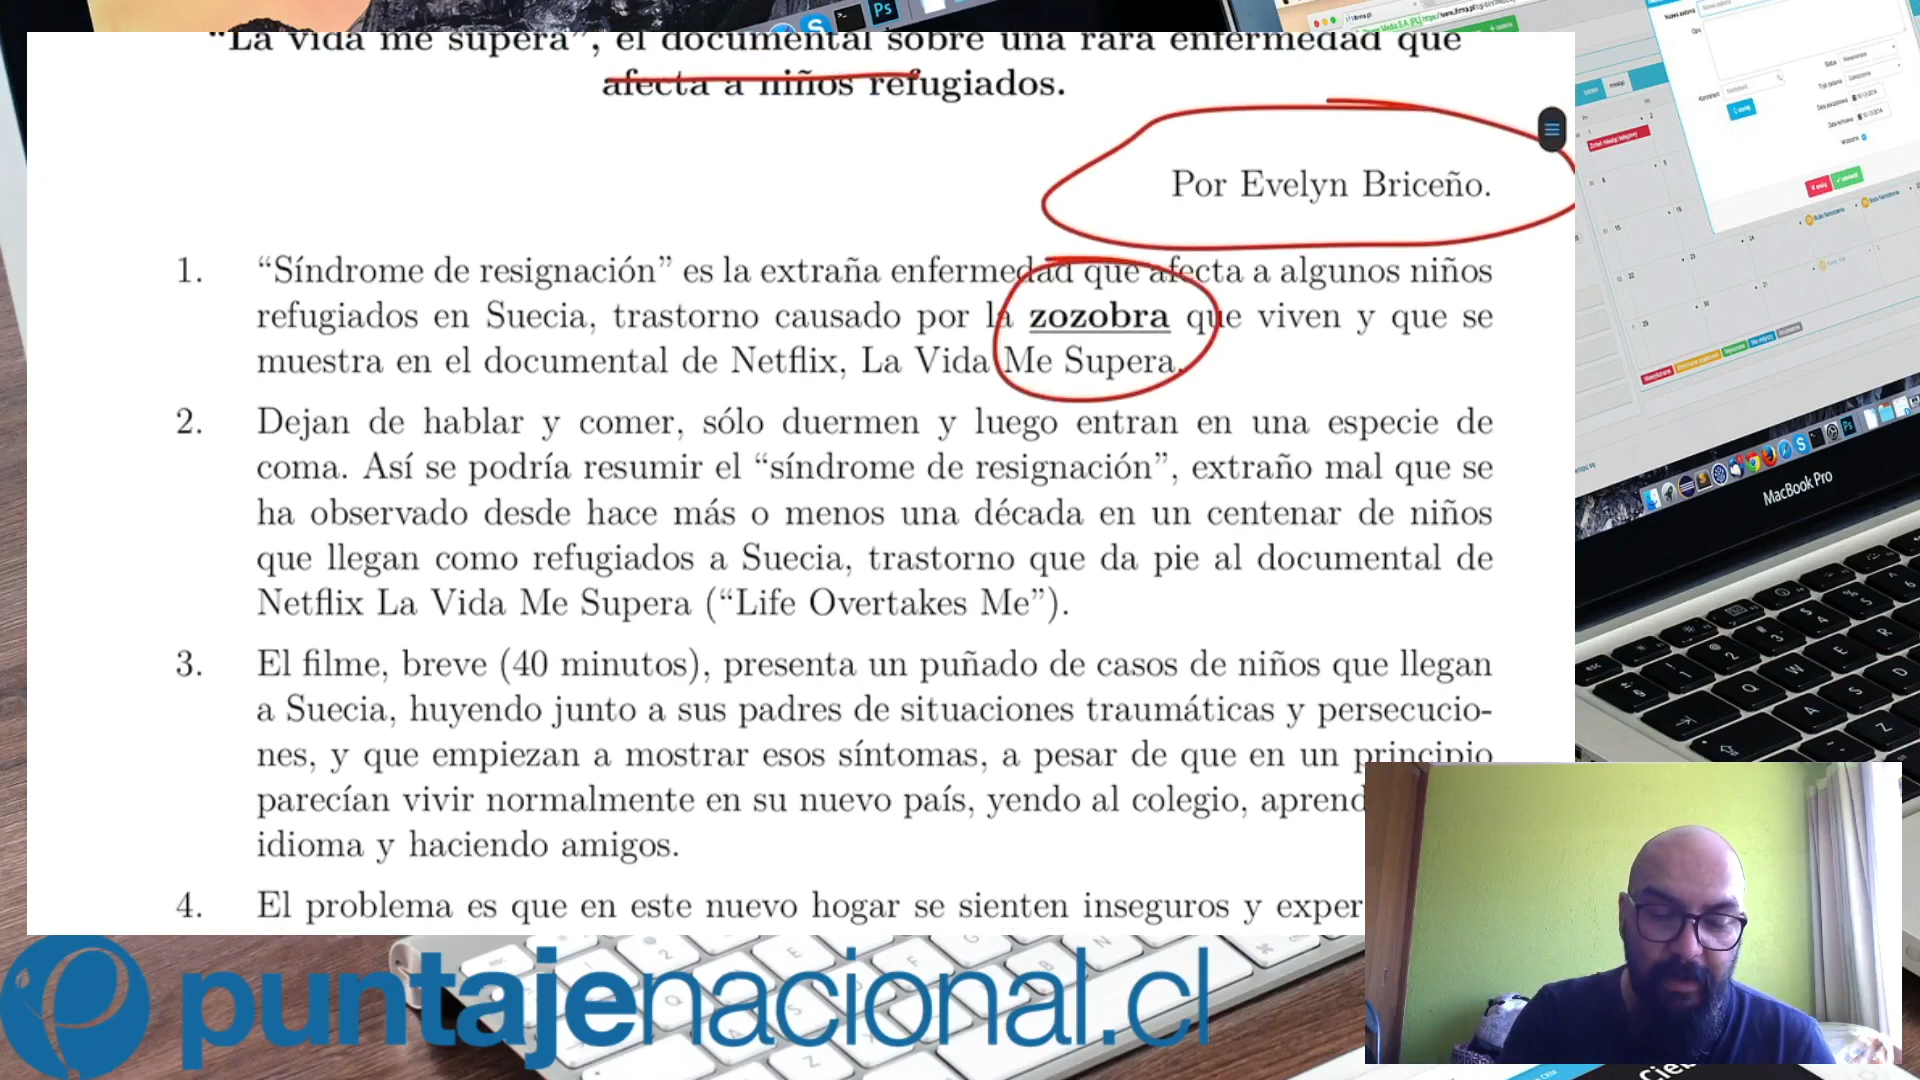 "La vida me supera", el documental sobre una rara enfermedad que
afecta a niños refugiados.
Por Evelyn Briceño.
1. “Síndrome de resignación” es la extraña enfermedad que afecta a algunos niños
refugiados en Suecia, trastorno causado por la zozobra que viven y que se
muestra en el documental de Netflix, La Vida Me Supera.
2. Dejan de hablar y comer, sólo duermen y luego entran en una especie de
coma. Así se podría resumir el “síndrome de resignación”, extraño mal que se
ha observado desde hace más o menos una década en un centenar de niños
que llegan como refugiados a Suecia, trastorno que da pie al documental de
Netflix La Vida Me Supera (“Life Overtakes Me”).
3. El filme, breve (40 minutos), presenta un puñado de casos de niños que llegan
a Suecia, huyendo junto a sus padres de situaciones traumáticas y persecucio-
nes, y que empiezan a mostrar esos síntomas, a pesar de que en un principio
parecían vivir normalmente en su nuevo país, yendo al colegio, aprend
idioma y haciendo amigos.
4. El problema es que en este nuevo hogar se sienten inseguros y exper
MacBook Pro
puntajenacional.cl